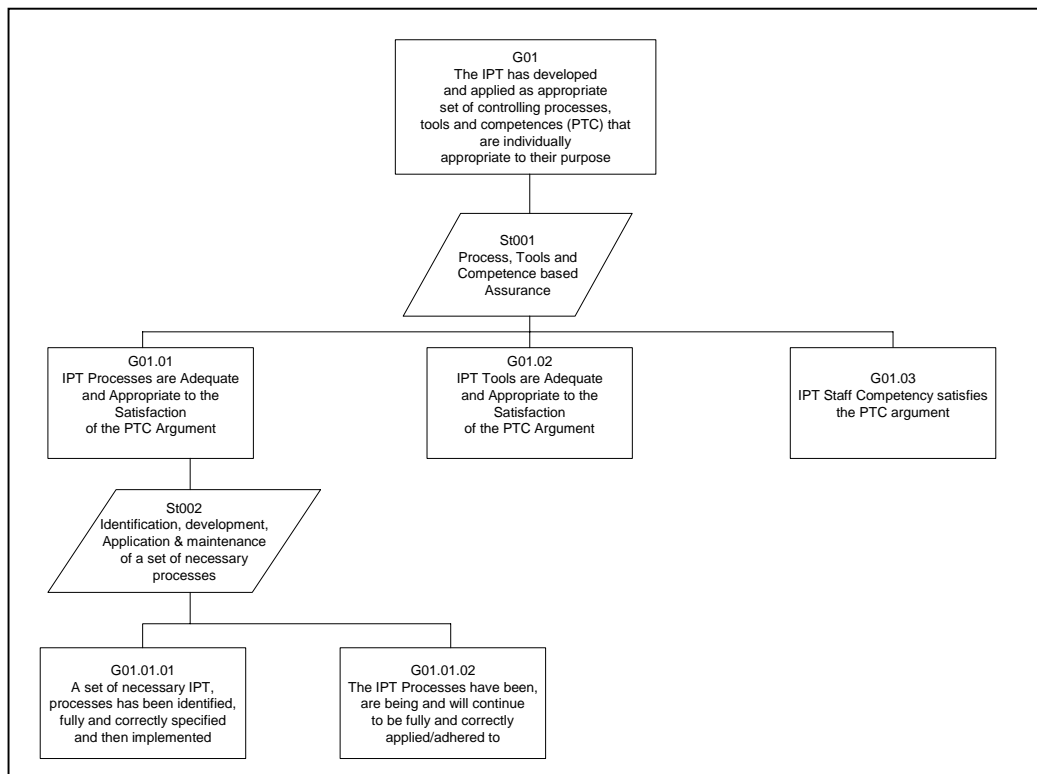 G01
The IPT has developed
and applied as appropriate
set of controlling processes,
tools and competences (PTC) that
are individually
appropriate to their purpose
St001
Process, Tools and
Competence based
Assurance
G01.01
IPT Processes are Adequate
and Appropriate to the
Satisfaction
of the PTC Argument
G01.02
IPT Tools are Adequate
and Appropriate to the
Satisfaction
of the PTC Argument
G01.03
IPT Staff Competency satisfies
the PTC argument
St002
Identification, development,
Application & maintenance
of a set of necessary
processes
G01.01.01
A set of necessary IPT,
processes has been identified,
fully and correctly specified
and then implemented
G01.01.02
The IPT Processes have been,
are being and will continue
to be fully and correctly
applied/adhered to